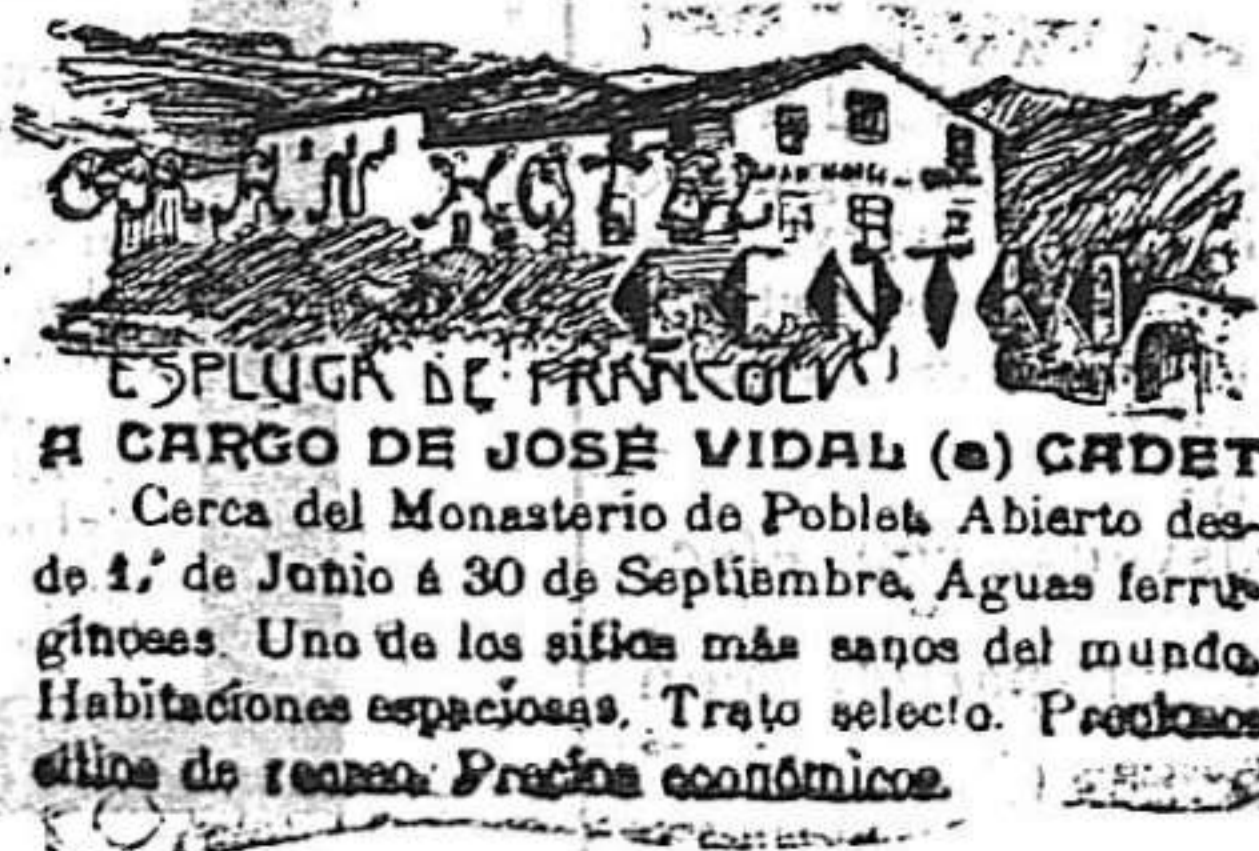 GRAN HOTEL
CENTRO
ESPLUGA DE FRANCOLÍ
A CARGO DE JOSÉ VIDAL (a) CADET
Cerca del Monasterio de Poblet. Abierto des-
de 1.º de Junio á 30 de Septiembre. Aguas ferru-
ginosas. Uno de los sitios más sanos del mundo.
Habitaciones espaciosas. Trato selecto. Preciosos
sitios de recreo. Precios económicos.